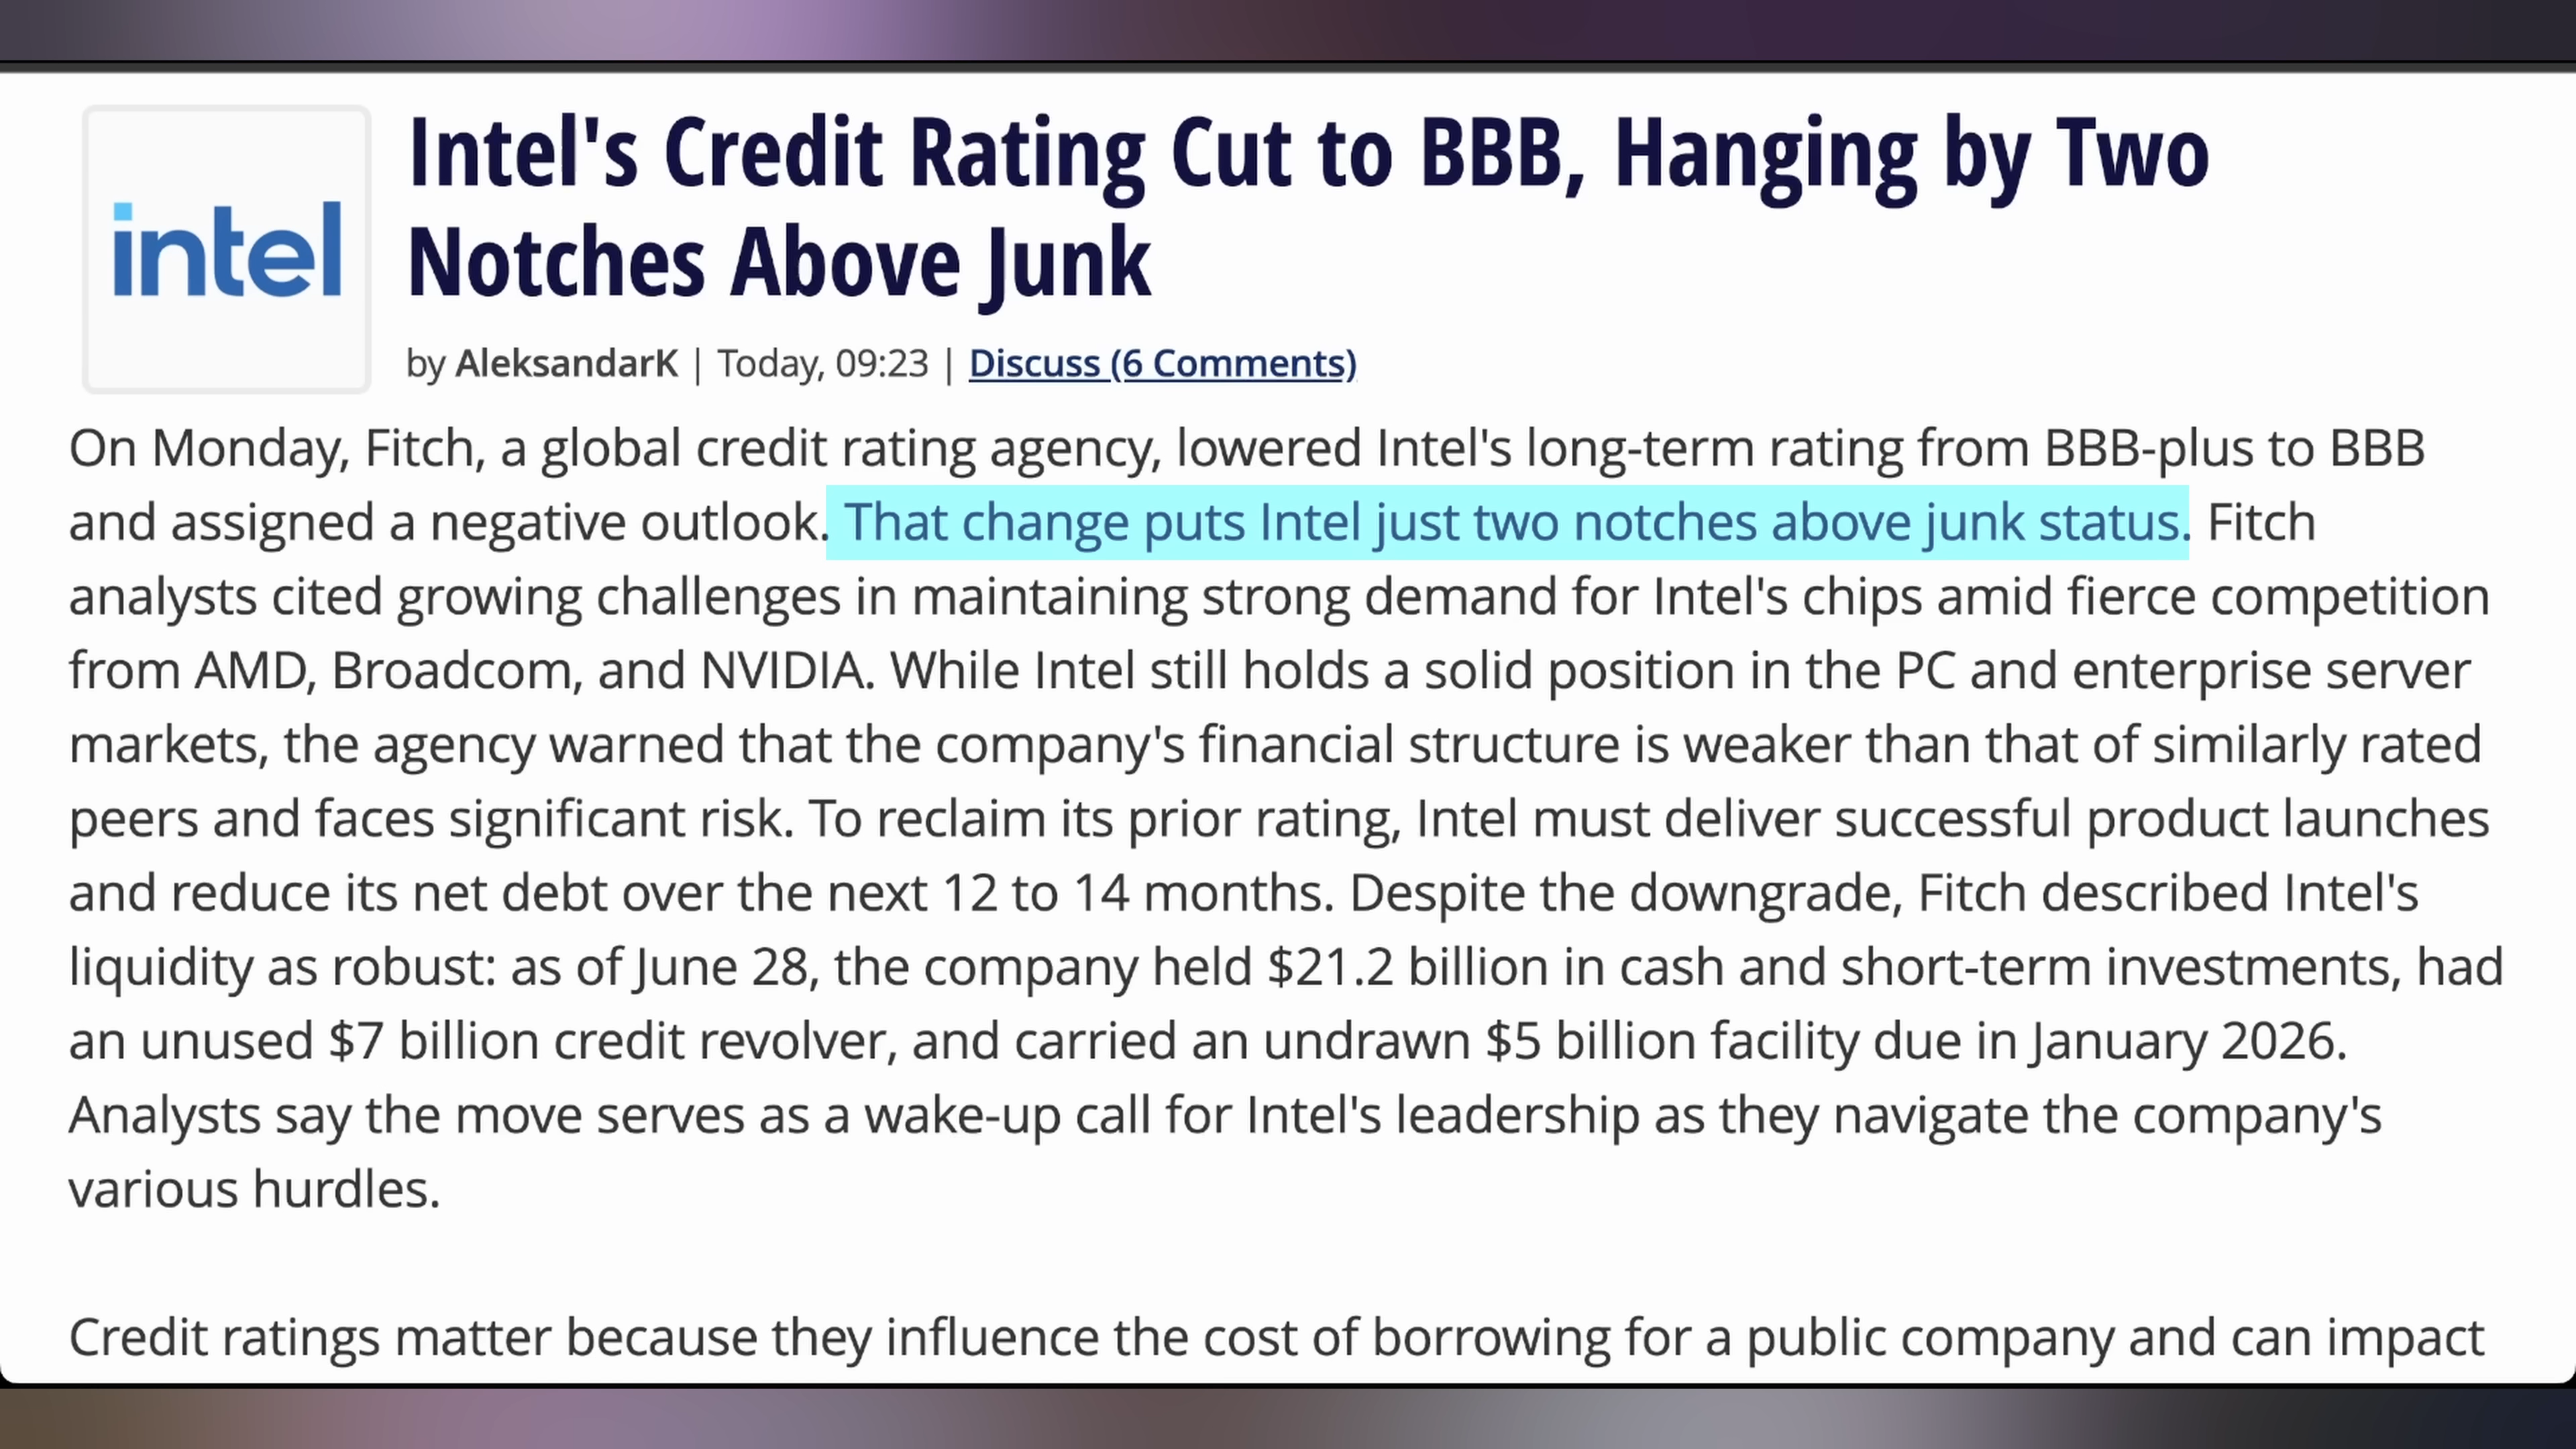 intel
Intel's Credit Rating Cut to BBB, Hanging by Two
Notches Above Junk
by AleksandarK | Today, 09:23 | Discuss (6 Comments)
On Monday, Fitch, a global credit rating agency, lowered Intel's long-term rating from BBB-plus to BBB
and assigned a negative outlook. That change puts Intel just two notches above junk status. Fitch
analysts cited growing challenges in maintaining strong demand for Intel's chips amid fierce competition
from AMD, Broadcom, and NVIDIA. While Intel still holds a solid position in the PC and enterprise server
markets, the agency warned that the company's financial structure is weaker than that of similarly rated
peers and faces significant risk. To reclaim its prior rating, Intel must deliver successful product launches
and reduce its net debt over the next 12 to 14 months. Despite the downgrade, Fitch described Intel's
liquidity as robust: as of June 28, the company held $21.2 billion in cash and short-term investments, had
an unused $7 billion credit revolver, and carried an undrawn $5 billion facility due in January 2026.
Analysts say the move serves as a wake-up call for Intel's leadership as they navigate the company's
various hurdles.
Credit ratings matter because they influence the cost of borrowing for a public company and can impact